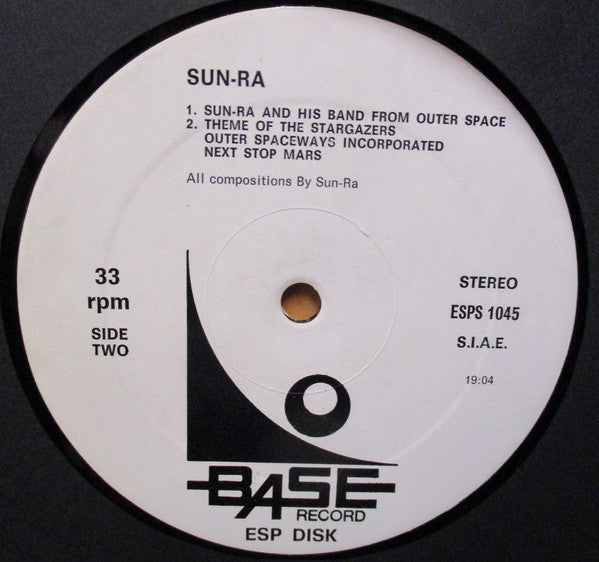 SUN-RA
1. SUN-RA AND HIS BAND FROM OUTER SPACE
2. THEME OF THE STARGAZERS
OUTER SPACEWAYS INCORPORATED
NEXT STOP MARS
All compositions By Sun-Ra
33
rpm
SIDE
TWO
STEREO
ESPS 1045
S.I.A.E.
19:04
BASE
RECORD
ESP DISK